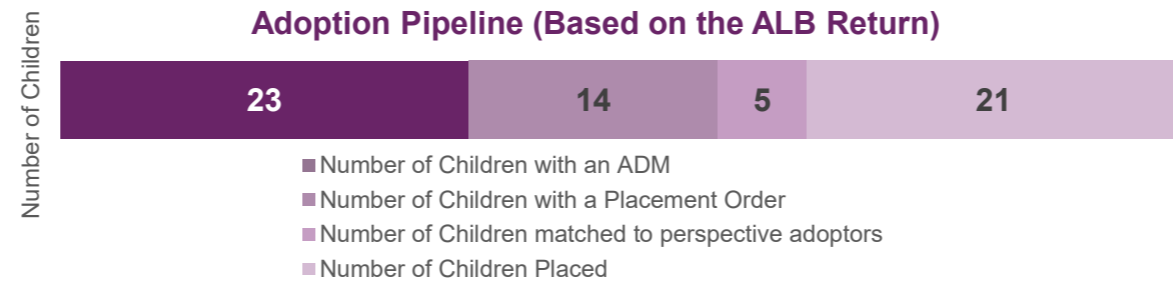 Adoption Pipeline (Based on the ALB Return)
Number of Children
23 14 5 21
Number of Children with an ADM
Number of Children with a Placement Order
Number of Children matched to perspective adoptors
Number of Children Placed